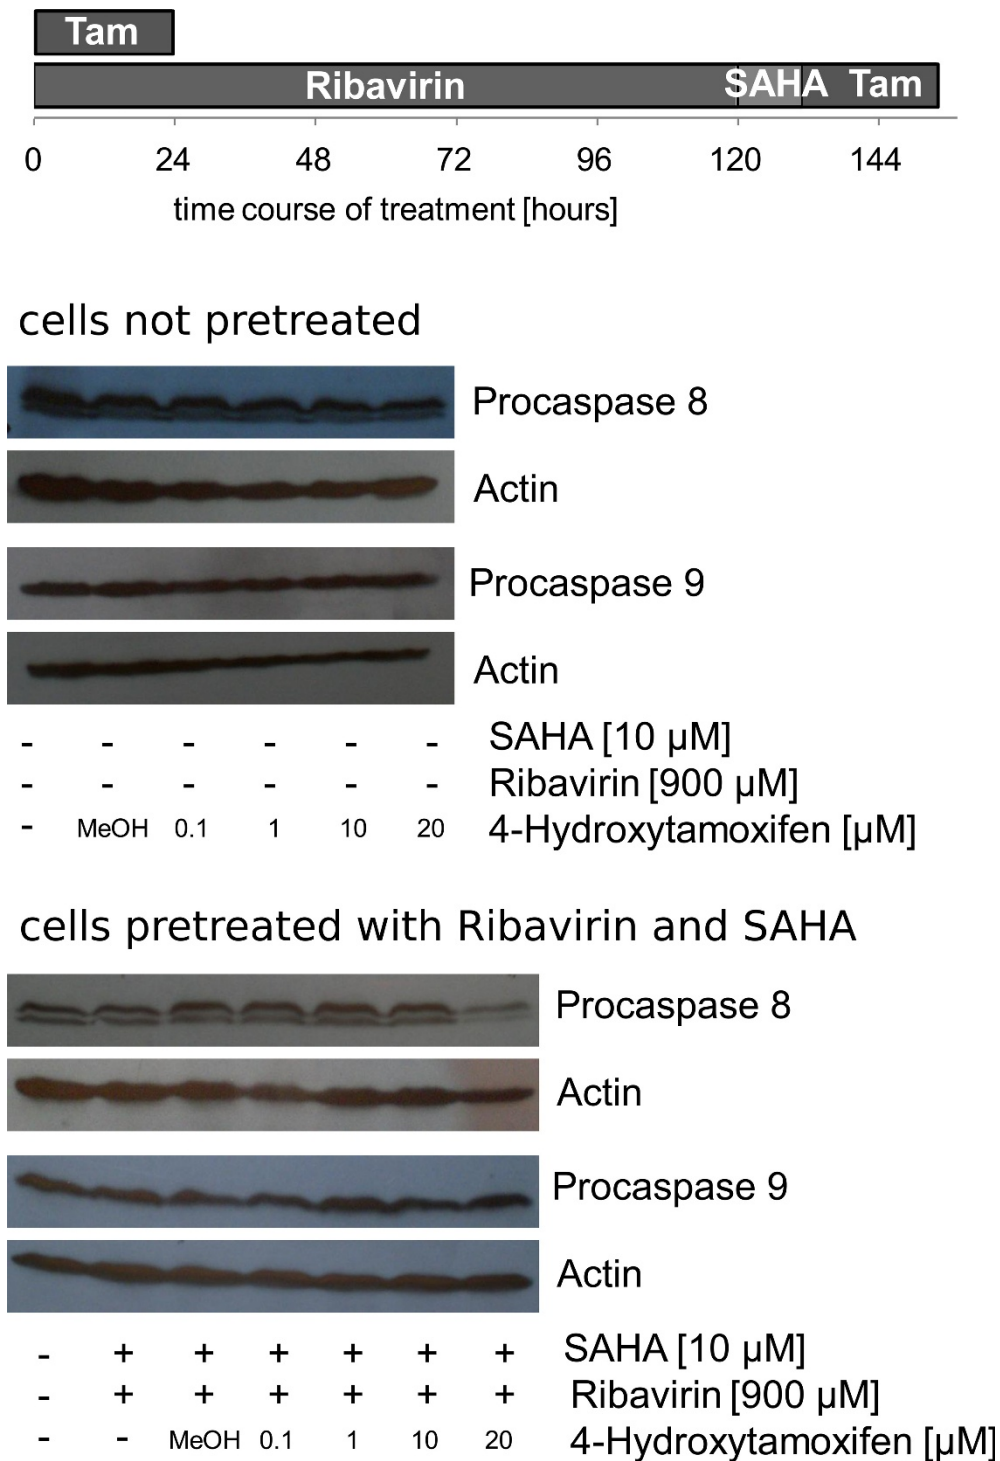 Tam
Ribavirin SAHA Tam
0 24 48 72 96 120 144
time course of treatment [hours]
cells not pretreated
Procaspase 8
Actin
Procaspase 9
Actin
- - - - - - SAHA [10 µM]
- - - - - - Ribavirin [900 µM]
- MeOH 0.1 1 10 20 4-Hydroxytamoxifen [µM]
cells pretreated with Ribavirin and SAHA
Procaspase 8
Actin
Procaspase 9
Actin
- + + + + + + SAHA [10 µM]
- + + + + + + Ribavirin [900 µM]
- - MeOH 0.1 1 10 20 4-Hydroxytamoxifen [µM]